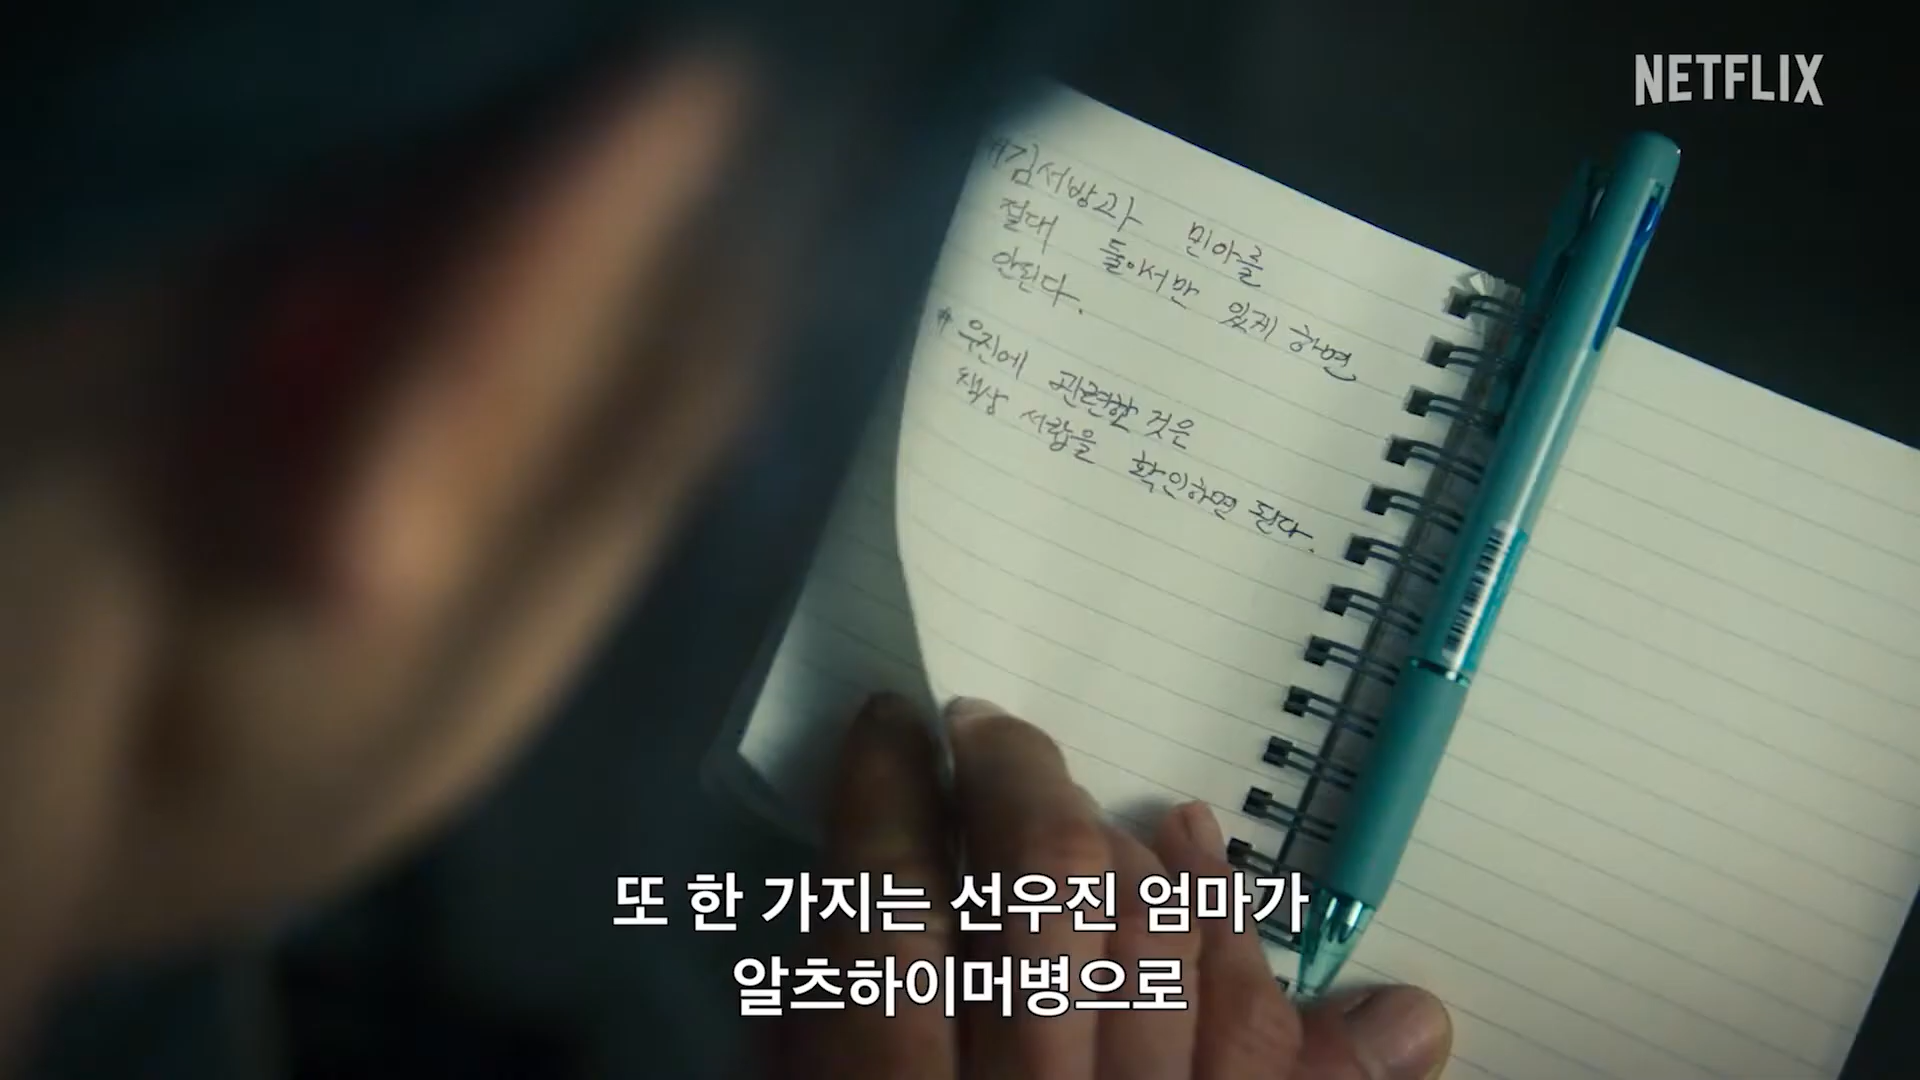 NETFLIX
#김서방과 민아를
절대 둘이서만 있게 하면
안된다.
# 우진에 관련한 것은
책상 서랍을 확인하면 된다.
또 한 가지는 선우진 엄마가
알츠하이머병으로